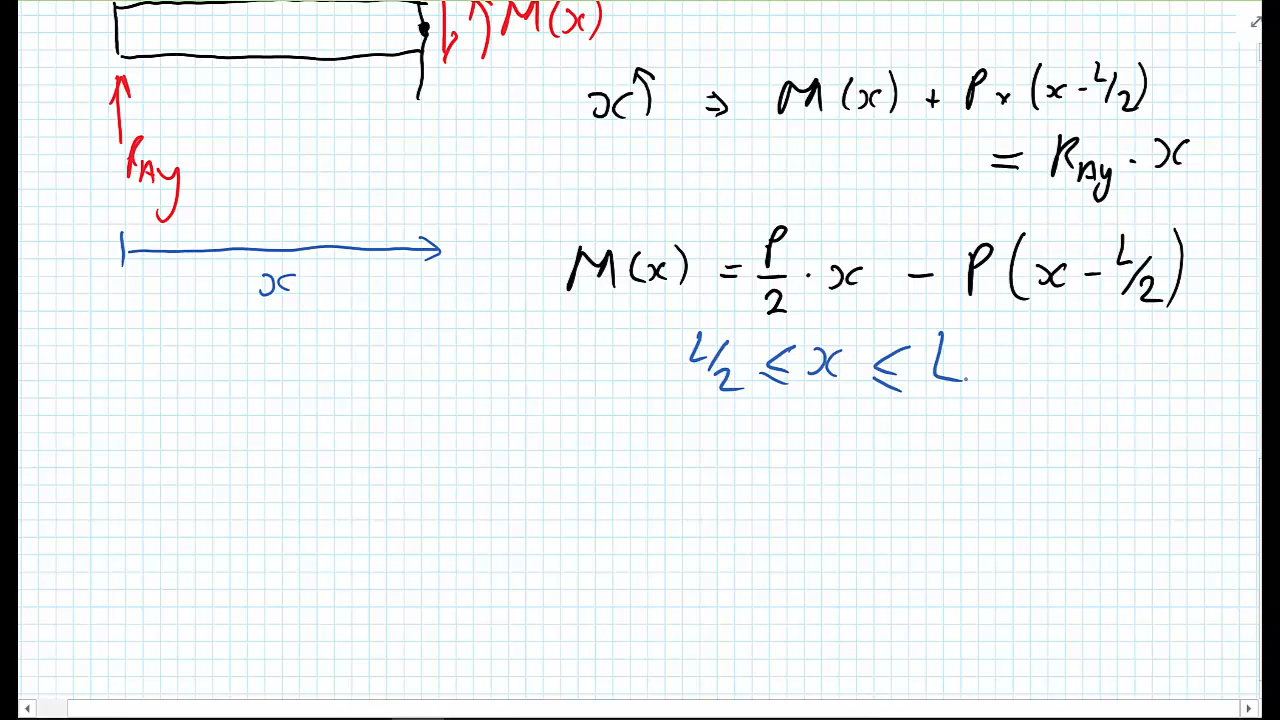 M(x)
x ⇒ M(x) + P × (x - L/2)
R_Ay
= R_Ay · x
x
M(x) = P/2 · x - P(x - L/2)
L/2 ≤ x ≤ L